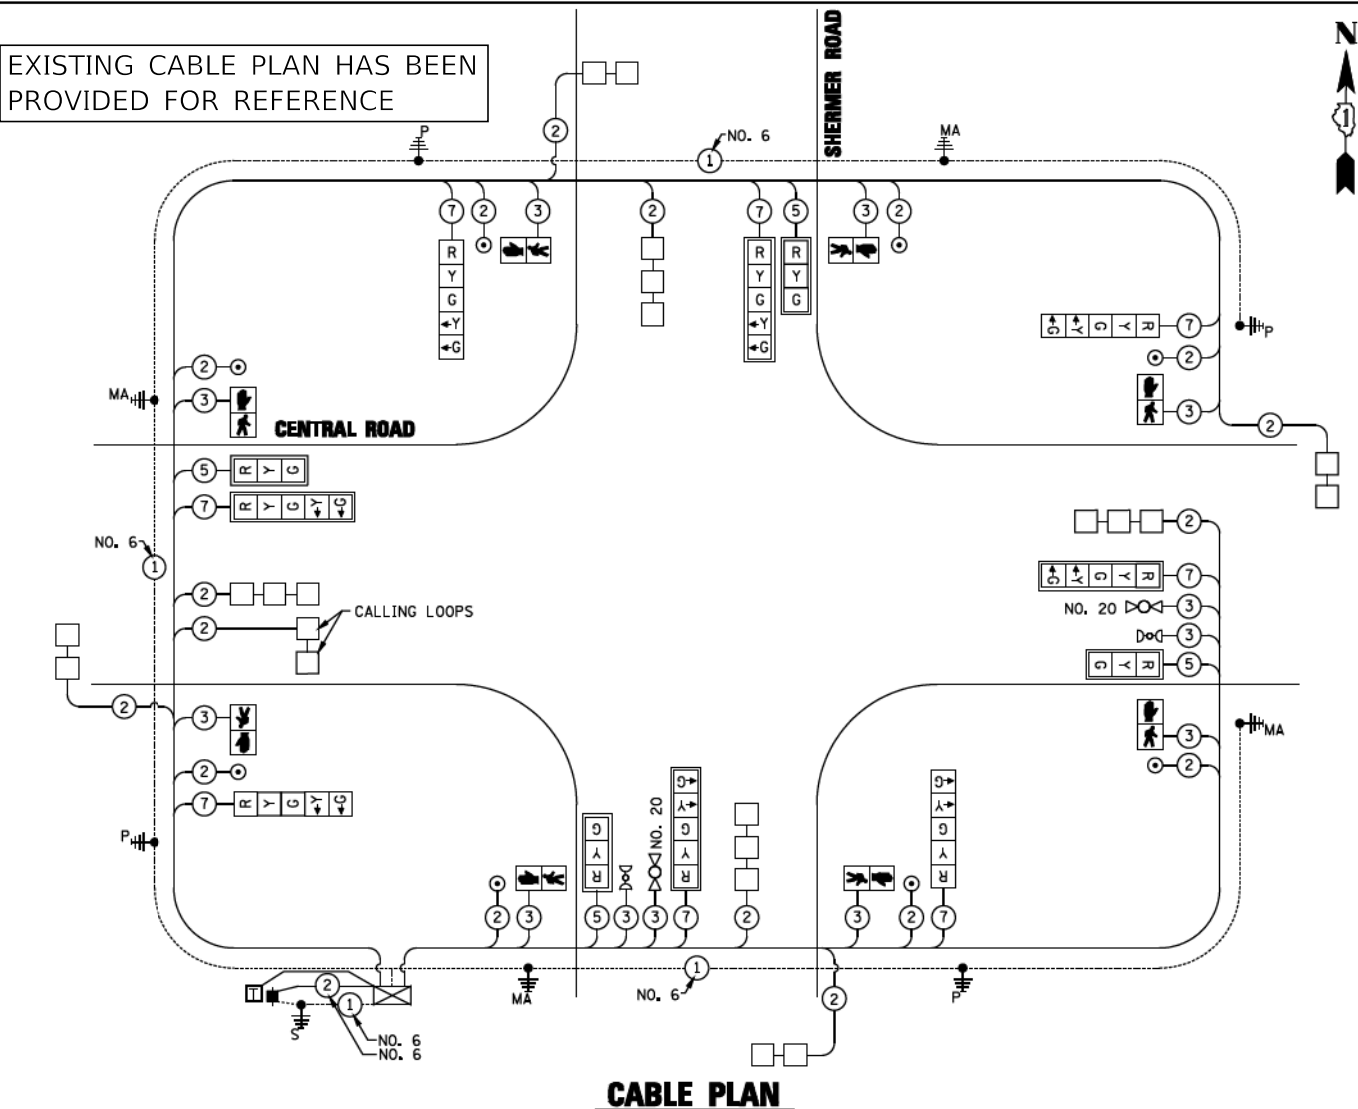 EXISTING CABLE PLAN HAS BEEN
PROVIDED FOR REFERENCE
SHERMER ROAD
N
1
2
P
NO. 6
1
MA
7 2 3 2 7 5 3 2
R
Y
G
←Y
←G
R
Y
G
←Y
←G
R
Y
G
R Y G ←Y ←G 7
P
2
2
MA
3
3
2
CENTRAL ROAD
5 R Y G
7 R Y G ←Y ←G
2
NO. 6
1
R Y G ←Y ←G 7
2
2
CALLING LOOPS
NO. 20 3
3
R Y G 5
2
3
3
MA
2
2
7 R Y G ←Y ←G
P
R
Y
G
NO. 20
R
Y
G
←Y
←G
R
Y
G
←Y
←G
2 3 5 3 3 7 2 3 2 7
T
2
1
S
MA
NO. 6
1
P
2
NO. 6
NO. 6
CABLE PLAN